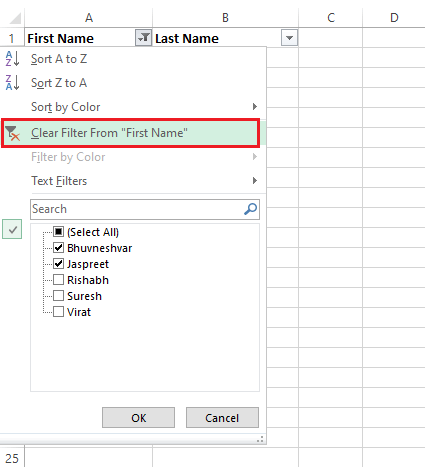 A B C D
1 First Name Last Name
A Z Sort A to Z
Z A Sort Z to A
Sort by Color
Clear Filter From "First Name"
Filter by Color
Text Filters
Search
(Select All)
Bhuvneshvar
Jaspreet
Rishabh
Suresh
Virat
OK Cancel
25